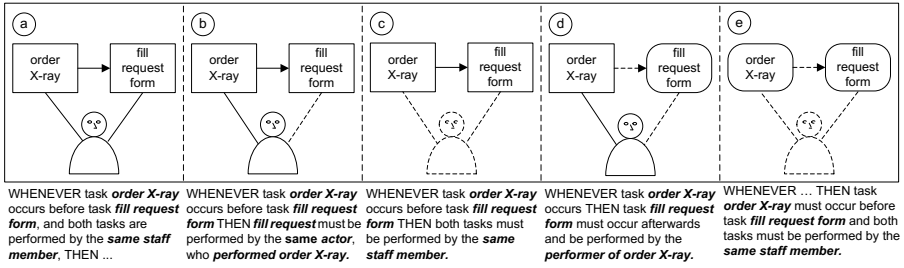 a
order
X-ray
fill
request
form
WHENEVER task order X-ray
occurs before task fill request
form, and both tasks are
performed by the same staff
member, THEN ...
b
order
X-ray
fill
request
form
WHENEVER task order X-ray
occurs before task fill request
form THEN fill request must be
performed by the same actor,
who performed order X-ray.
c
order
X-ray
fill
request
form
WHENEVER task order X-ray
occurs before task fill request
form THEN both tasks must
be performed by the same
staff member.
d
order
X-ray
fill
request
form
WHENEVER task order X-ray
occurs THEN task fill request
form must occur afterwards
and be performed by the
performer of order X-ray.
e
order
X-ray
fill
request
form
WHENEVER ... THEN task
order X-ray must occur before
task fill request form and both
tasks must be performed by the
same staff member.